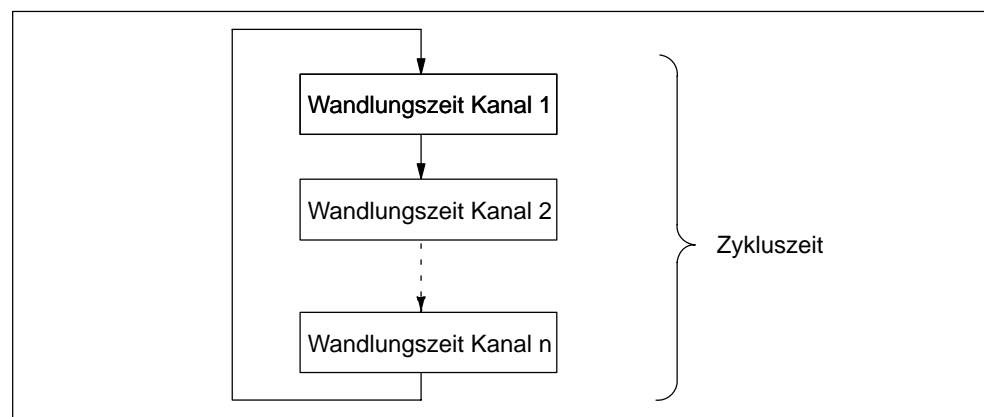 Wandlungszeit Kanal 1
Wandlungszeit Kanal 2
Zykluszeit
Wandlungszeit Kanal n